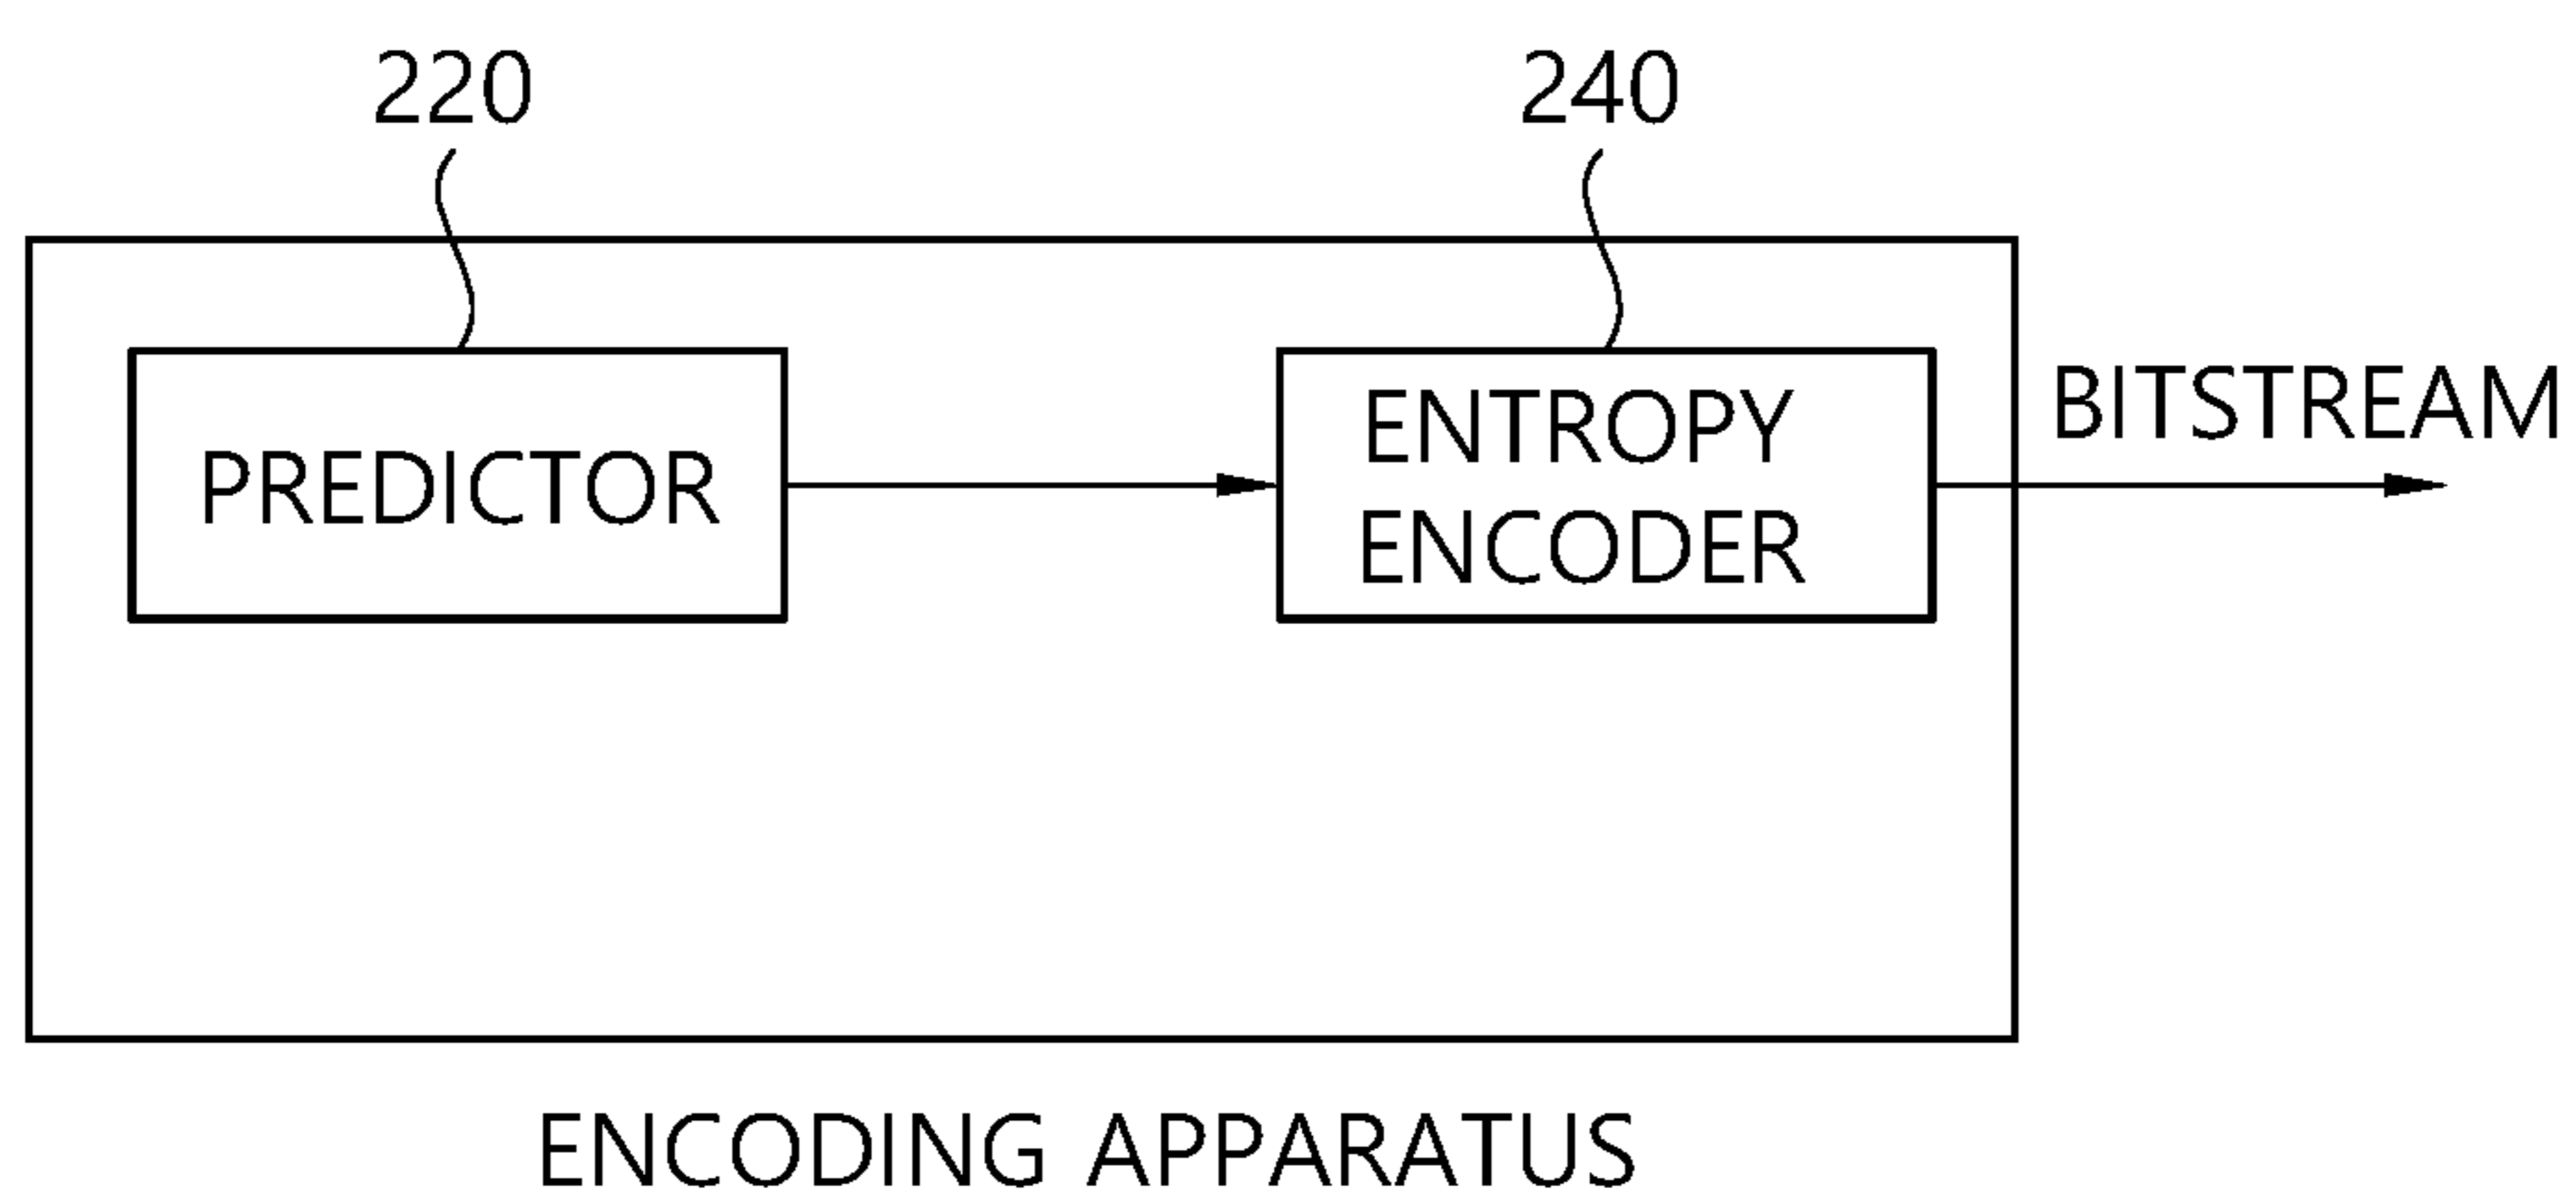 220
240
PREDICTOR
ENTROPY
ENCODER
BITSTREAM
ENCODING APPARATUS